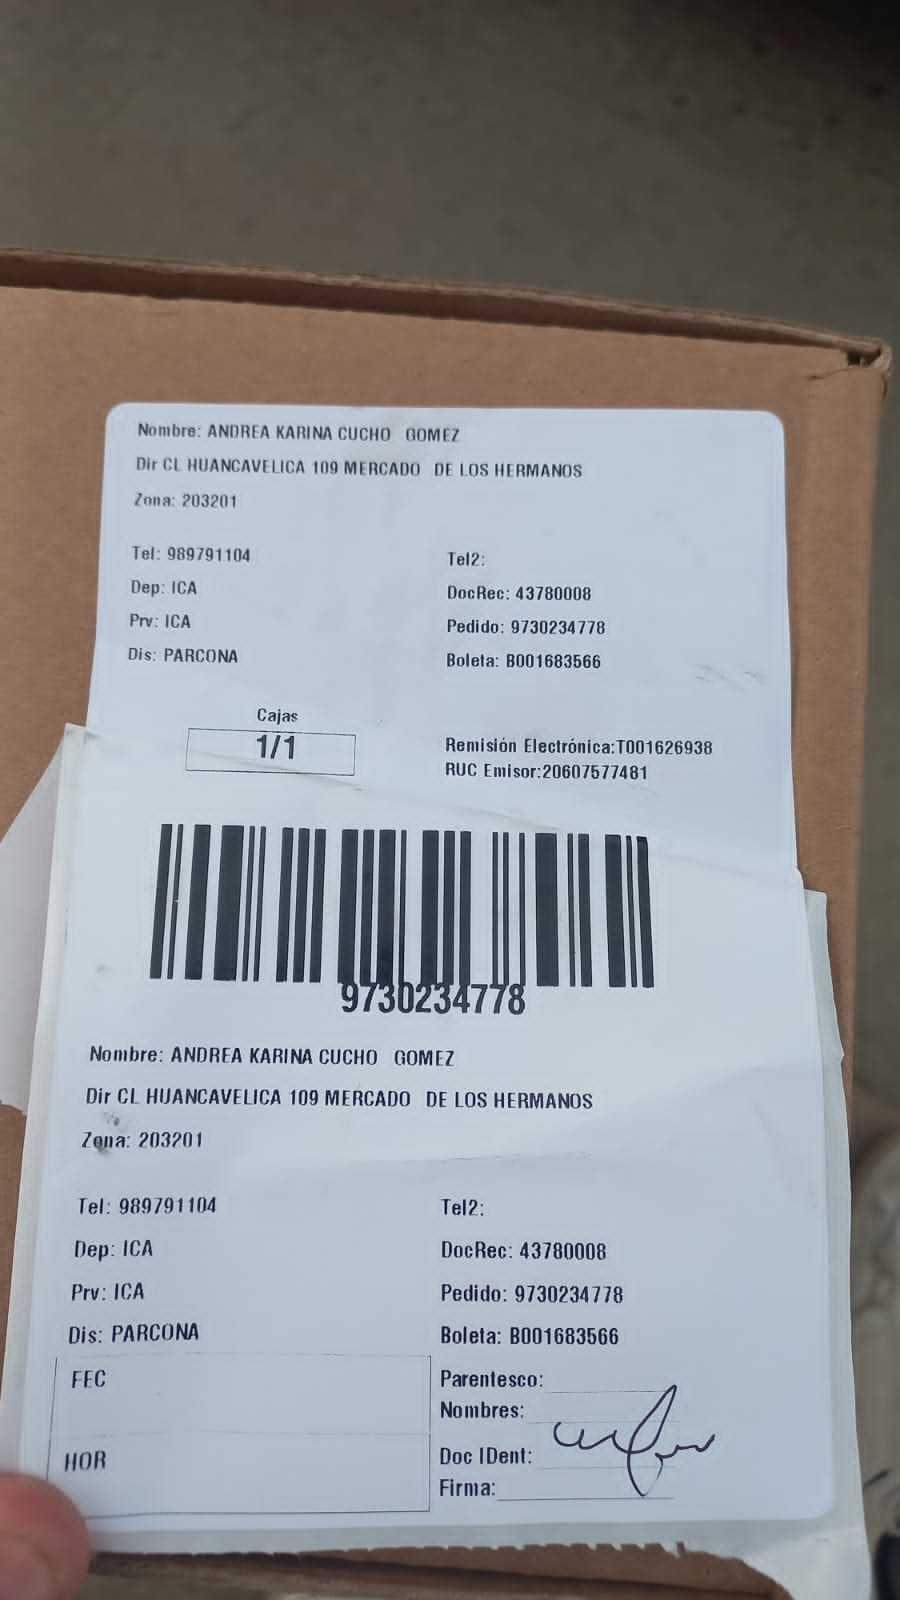 Nombre: ANDREA KARINA CUCHO GOMEZ
Dir CL HUANCAVELICA 109 MERCADO DE LOS HERMANOS
Zona: 203201
Tel: 989791104 Tel2:
Dep: ICA DocRec: 43780008
Prv: ICA Pedido: 9730234778
Dis: PARCONA Boleta: B001683566
Cajas
1/1
Remisión Electrónica:T001626938
RUC Emisor:20607577481
9730234778
Nombre: ANDREA KARINA CUCHO GOMEZ
Dir CL HUANCAVELICA 109 MERCADO DE LOS HERMANOS
Zona: 203201
Tel: 989791104 Tel2:
Dep: ICA DocRec: 43780008
Prv: ICA Pedido: 9730234778
Dis: PARCONA Boleta: B001683566
FEC Parentesco:
Nombres:
HOR Doc IDent:
Firma: